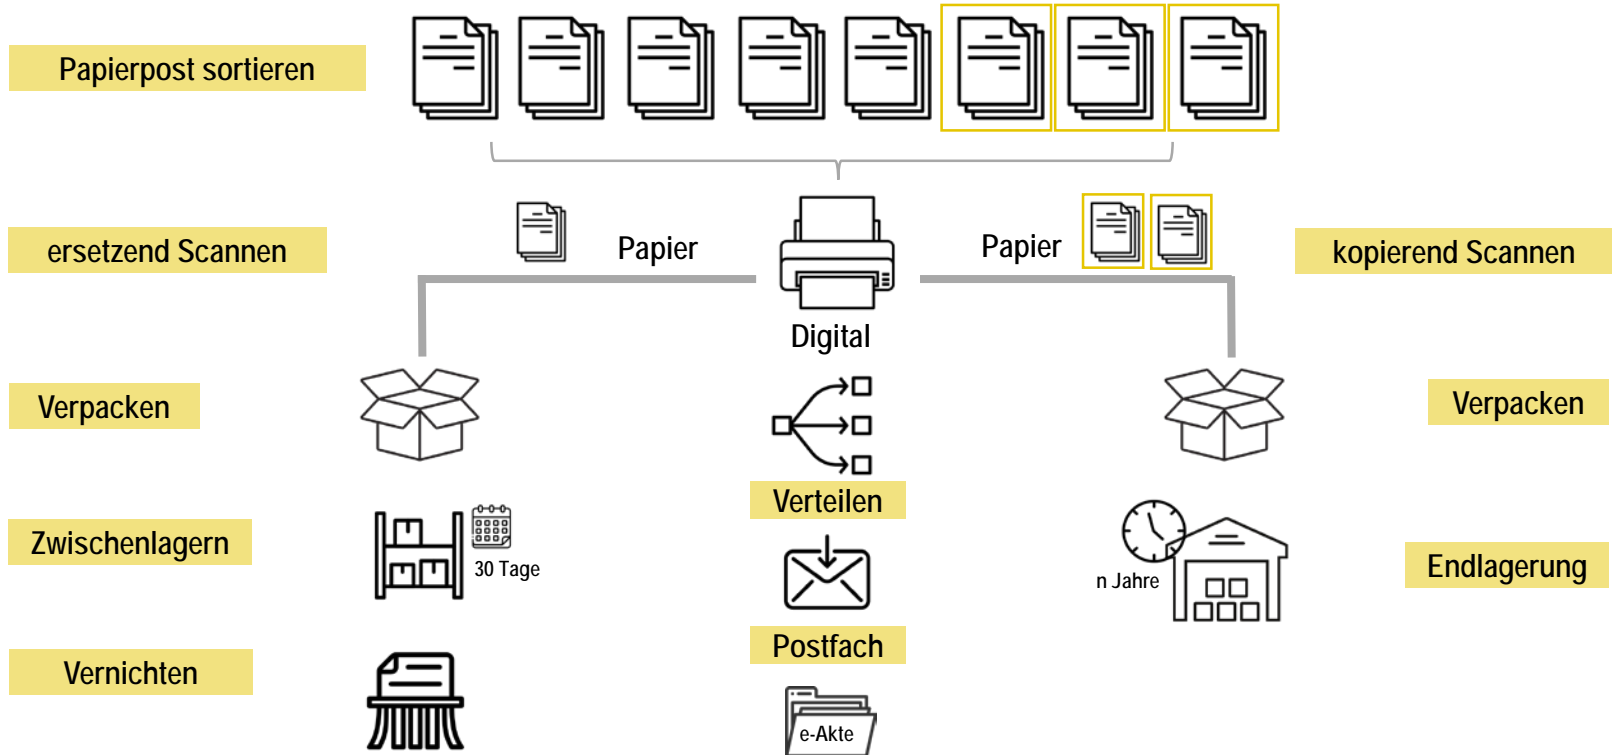 Papierpost sortieren
ersetzend Scannen
Papier
Papier
kopierend Scannen
Digital
Verpacken
Verpacken
Verteilen
Zwischenlagern
30 Tage
n Jahre
Endlagerung
Postfach
Vernichten
e-Akte